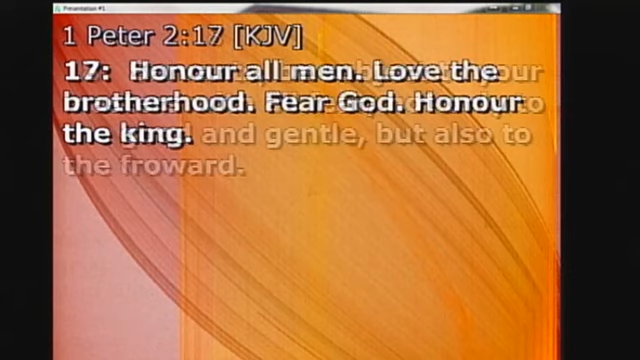 Presentation #1
1 Peter 2:17 [KJV]
17: Honour all men. Love the
brotherhood. Fear God. Honour
the king.
and gentle, but also to
the froward.